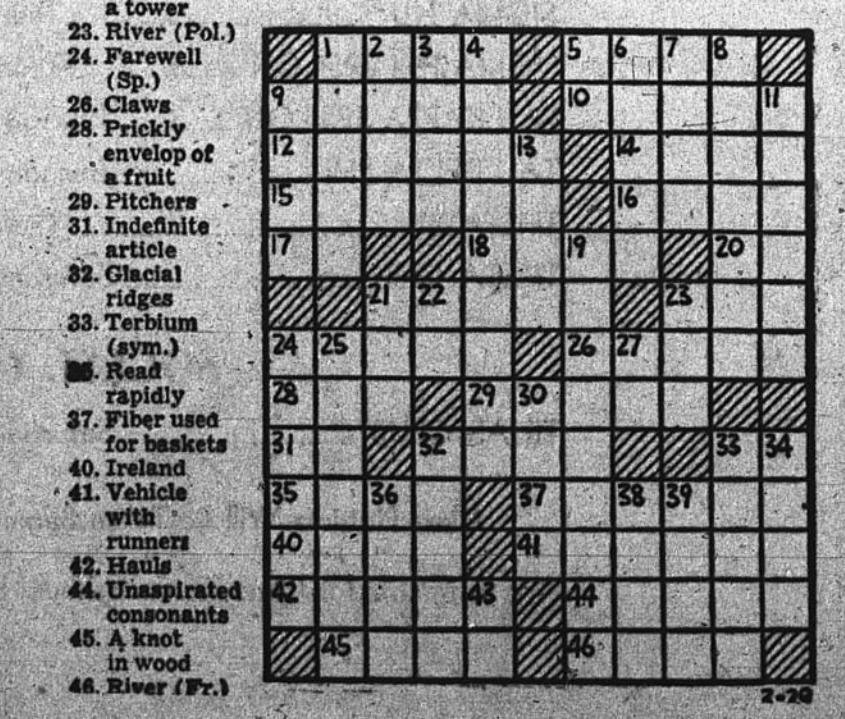 a tower
23. River (Pol.)
24. Farewell
(Sp.)
26. Claws
28. Prickly
envelop of
a fruit
29. Pitchers
31. Indefinite
article
32. Glacial
ridges
33. Terbium
(sym.)
35. Read
rapidly
37. Fiber used
for baskets
40. Ireland
41. Vehicle
with
runners
42. Hauls
44. Unaspirated
consonants
45. A knot
in wood
46. River (Fr.)
1 2 3 4 5 6 7 8
9 10 11
12 13 14
15 16
17 18 19 20
21 22 23
24 25 26 27
28 29 30
31 32 33 34
35 36 37 38 39
40 41
42 43 44
45 46